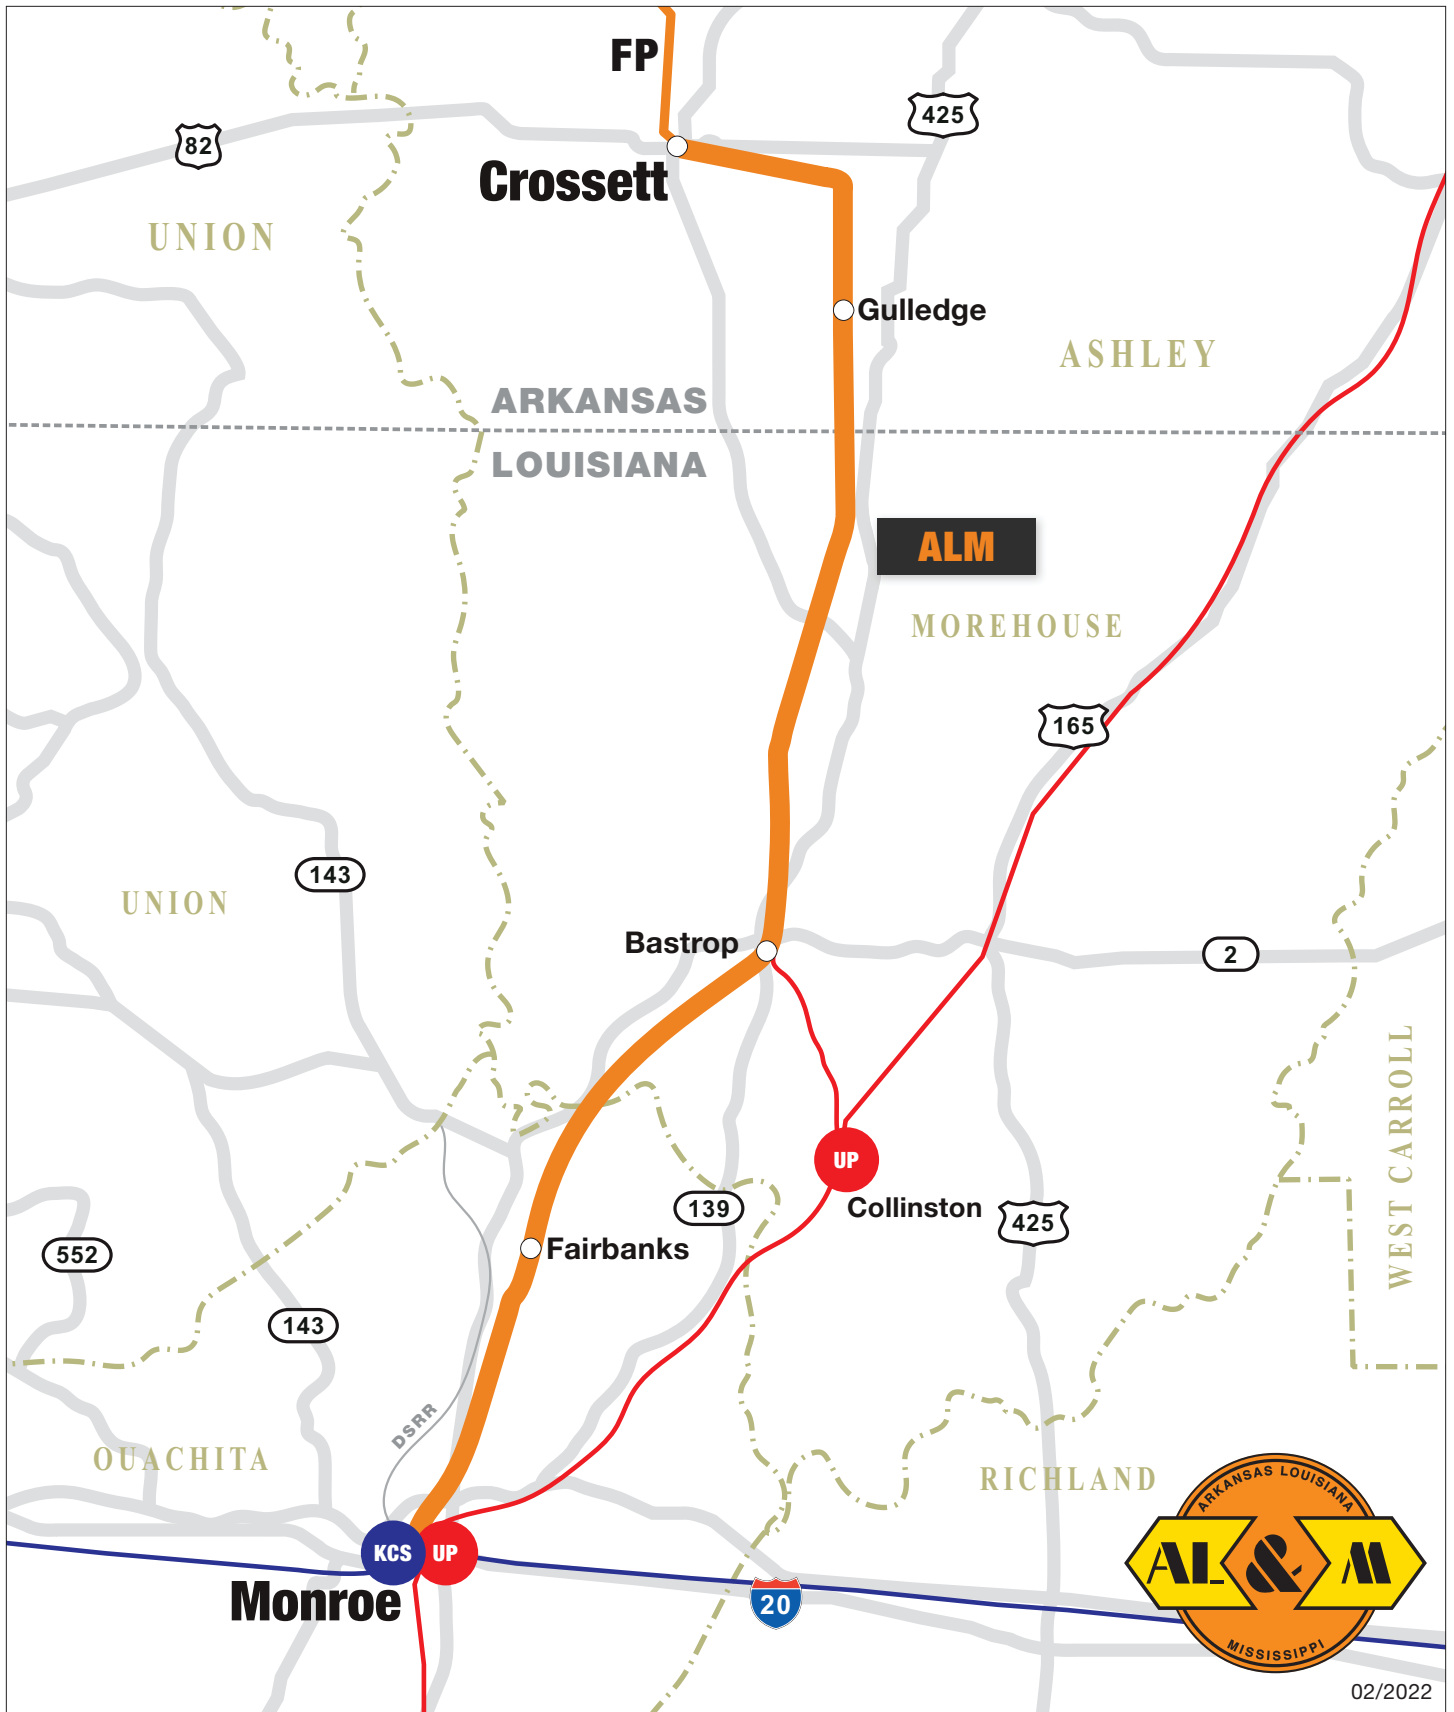 FP
425
82
Crossett
UNION
Gulledge
ASHLEY
ARKANSAS
LOUISIANA
ALM
MOREHOUSE
165
143
UNION
Bastrop
2
WEST CARROLL
UP
139
Collinston
425
Fairbanks
552
143
DSRR
OUACHITA
RICHLAND
ARKANSAS LOUISIANA
AL & M
MISSISSIPPI
KCS
UP
Monroe
20
02/2022